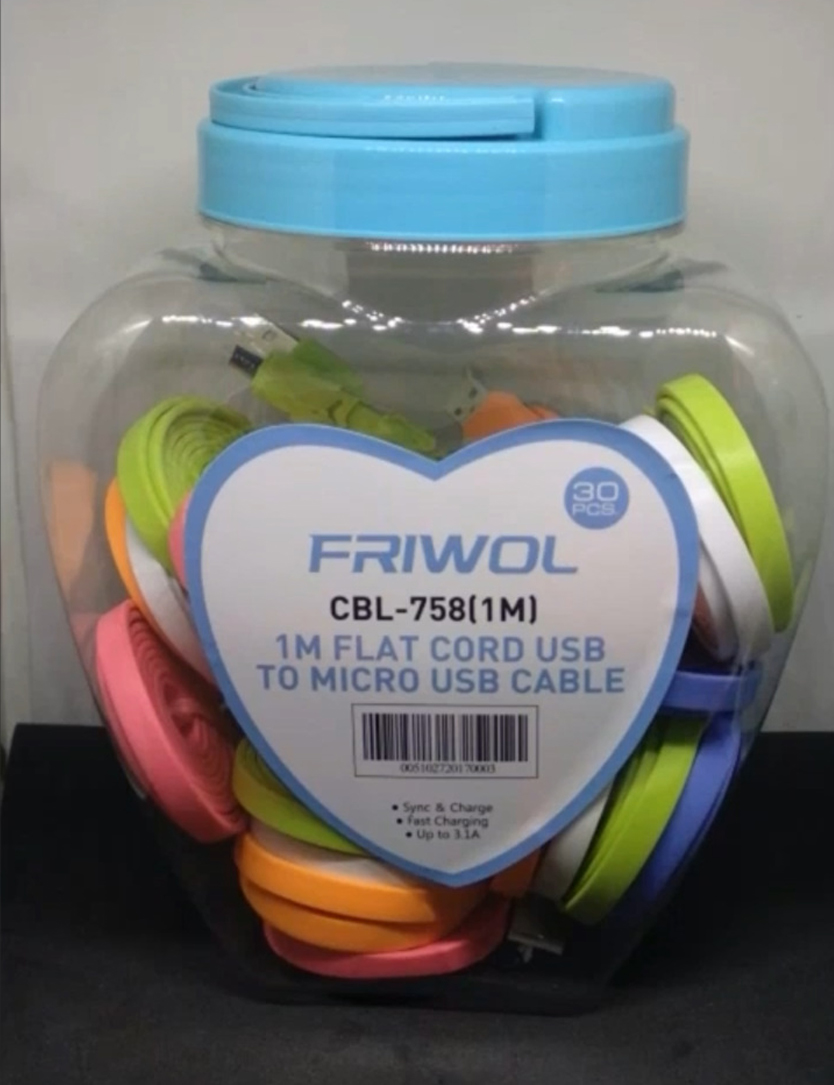 30
PCS.
FRIWOL
CBL-758(1M)
1M FLAT CORD USB
TO MICRO USB CABLE
005102720170003
• Sync & Charge
• Fast Charging
• Up to 3.1A